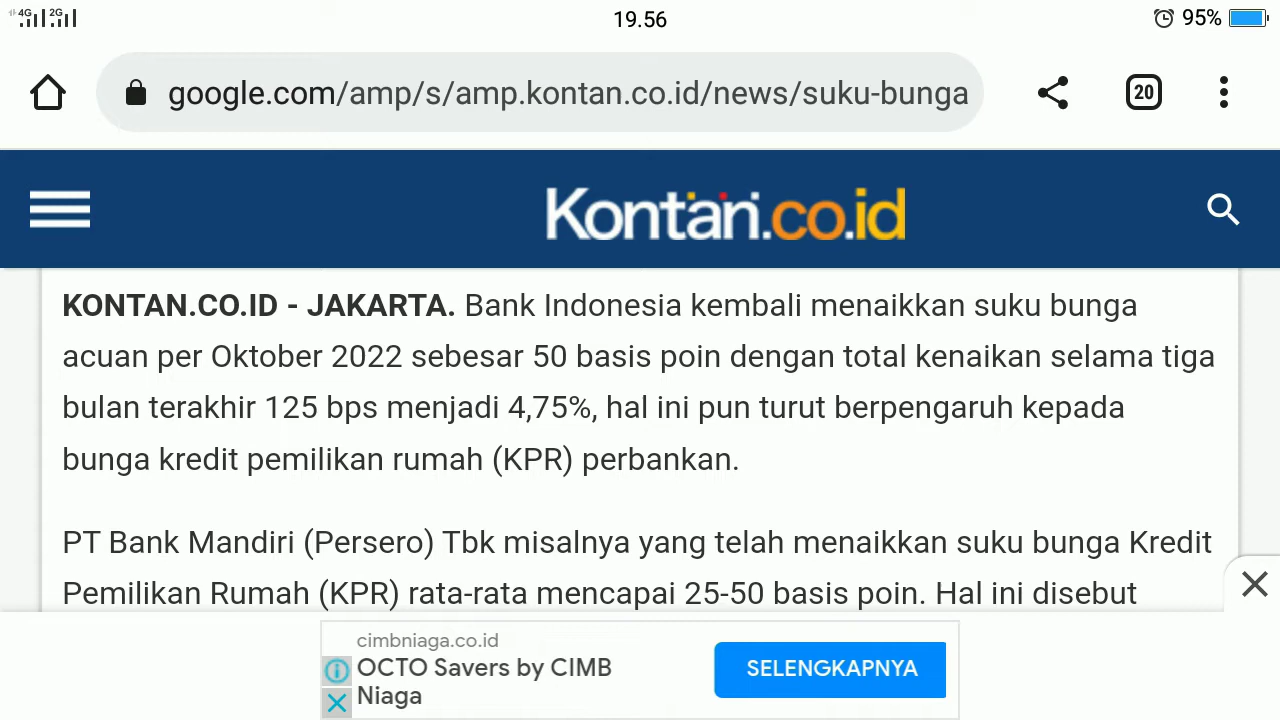 4G 2G 19.56 95%
google.com/amp/s/amp.kontan.co.id/news/suku-bunga 20
Kontan.co.id
KONTAN.CO.ID - JAKARTA. Bank Indonesia kembali menaikkan suku bunga
acuan per Oktober 2022 sebesar 50 basis poin dengan total kenaikan selama tiga
bulan terakhir 125 bps menjadi 4,75%, hal ini pun turut berpengaruh kepada
bunga kredit pemilikan rumah (KPR) perbankan.
PT Bank Mandiri (Persero) Tbk misalnya yang telah menaikkan suku bunga Kredit
Pemilikan Rumah (KPR) rata-rata mencapai 25-50 basis poin. Hal ini disebut
cimbniaga.co.id
OCTO Savers by CIMB
Niaga
SELENGKAPNYA